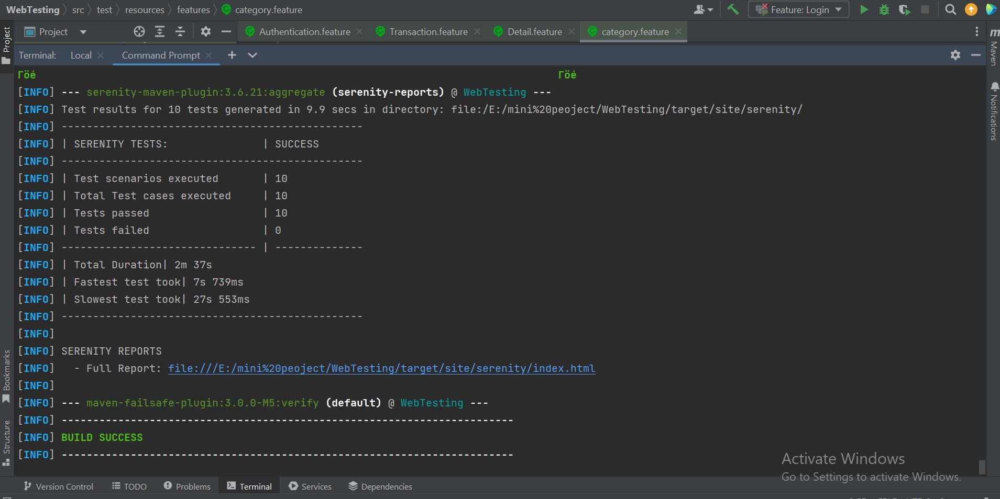 WebTesting src test resources features category.feature
Feature: Login
Project
Authentication.feature
Transaction.feature
Detail.feature
category.feature
Terminal: Local Command Prompt
Γöé Γöé
[INFO] --- serenity-maven-plugin:3.6.21:aggregate (serenity-reports) @ WebTesting ---
[INFO] Test results for 10 tests generated in 9.9 secs in directory: file:/E:/mini%20peoject/WebTesting/target/site/serenity/
[INFO] ------------------------------------------------
[INFO] | SERENITY TESTS: | SUCCESS
[INFO] ------------------------------------------------
[INFO] | Test scenarios executed | 10
[INFO] | Total Test cases executed | 10
[INFO] | Tests passed | 10
[INFO] | Tests failed | 0
[INFO] ------------------------------- | --------------
[INFO] | Total Duration| 2m 37s
[INFO] | Fastest test took| 7s 739ms
[INFO] | Slowest test took| 27s 553ms
[INFO] ------------------------------------------------
[INFO]
[INFO] SERENITY REPORTS
[INFO]   - Full Report: file:///E:/mini%20peoject/WebTesting/target/site/serenity/index.html
[INFO]
[INFO] --- maven-failsafe-plugin:3.0.0-M5:verify (default) @ WebTesting ---
[INFO] ------------------------------------------------------------------------
[INFO] BUILD SUCCESS
[INFO] ------------------------------------------------------------------------
Activate Windows
Go to Settings to activate Windows.
Project
Bookmarks
Structure
m Maven
Notifications
Version Control
TODO
Problems
Terminal
Services
Dependencies